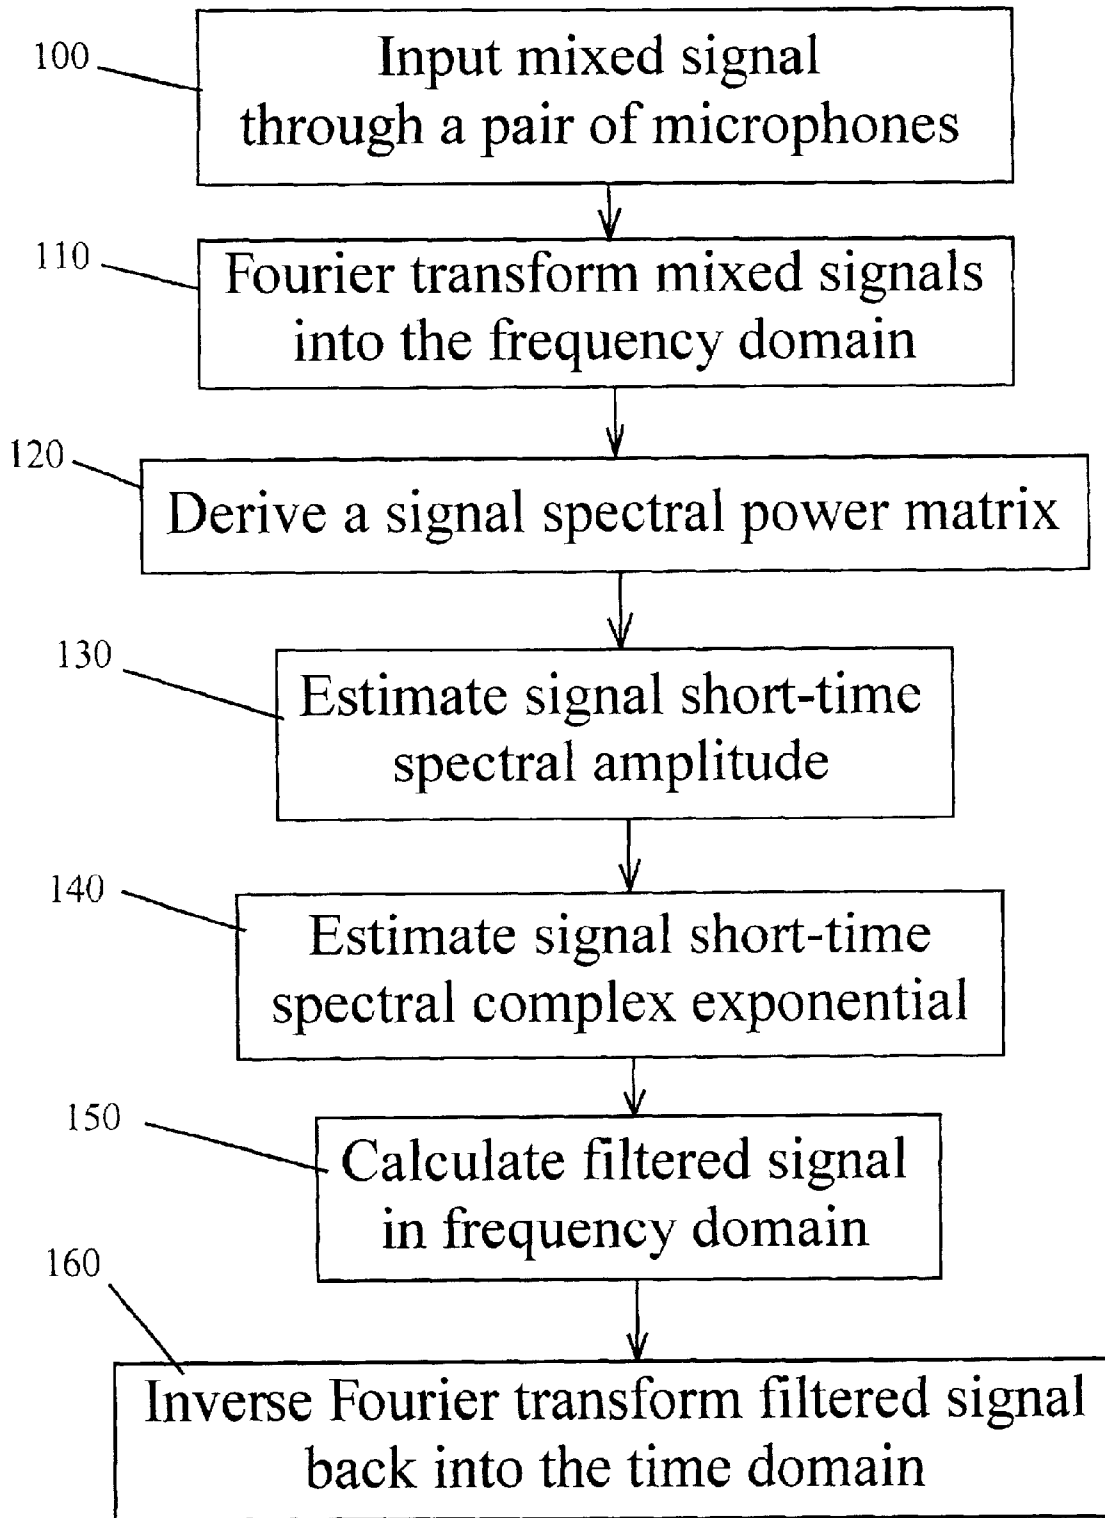 100
Input mixed signal
through a pair of microphones
110
Fourier transform mixed signals
into the frequency domain
120
Derive a signal spectral power matrix
130
Estimate signal short-time
spectral amplitude
140
Estimate signal short-time
spectral complex exponential
150
Calculate filtered signal
in frequency domain
160
Inverse Fourier transform filtered signal
back into the time domain